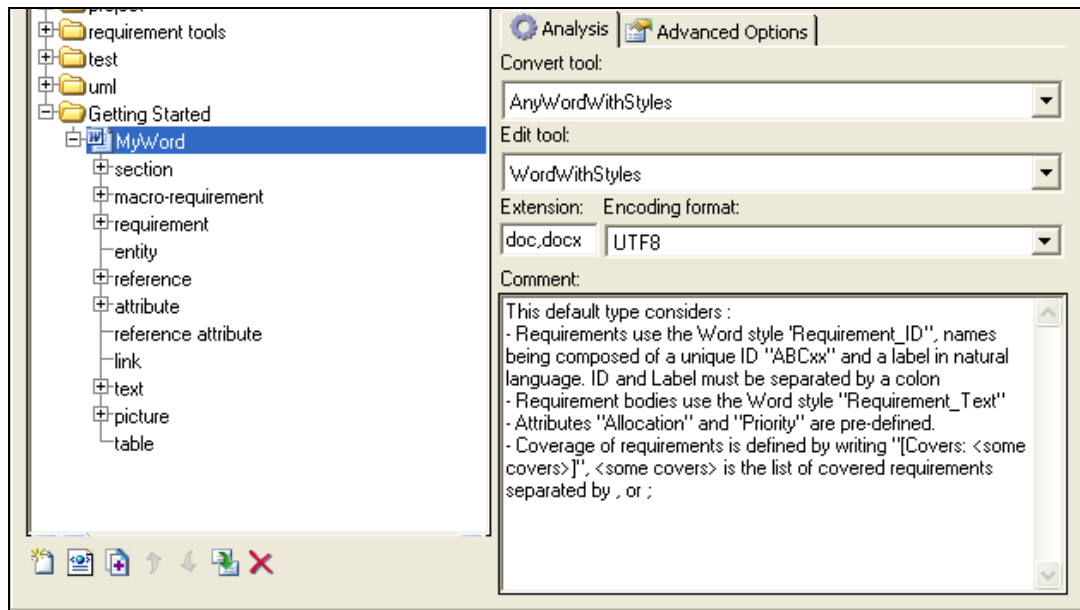 project
requirement tools
test
uml
Getting Started
MyWord
section
macro-requirement
requirement
entity
reference
attribute
reference attribute
link
text
picture
table
Analysis
Advanced Options
Convert tool:
AnyWordWithStyles
Edit tool:
WordWithStyles
Extension: Encoding format:
doc,docx UTF8
Comment:
This default type considers :
- Requirements use the Word style 'Requirement_ID", names
being composed of a unique ID "ABCxx" and a label in natural
language. ID and Label must be separated by a colon
- Requirement bodies use the Word style "Requirement_Text"
- Attributes "Allocation" and "Priority" are pre-defined.
- Coverage of requirements is defined by writing "[Covers: <some
covers>]", <some covers> is the list of covered requirements
separated by , or ;